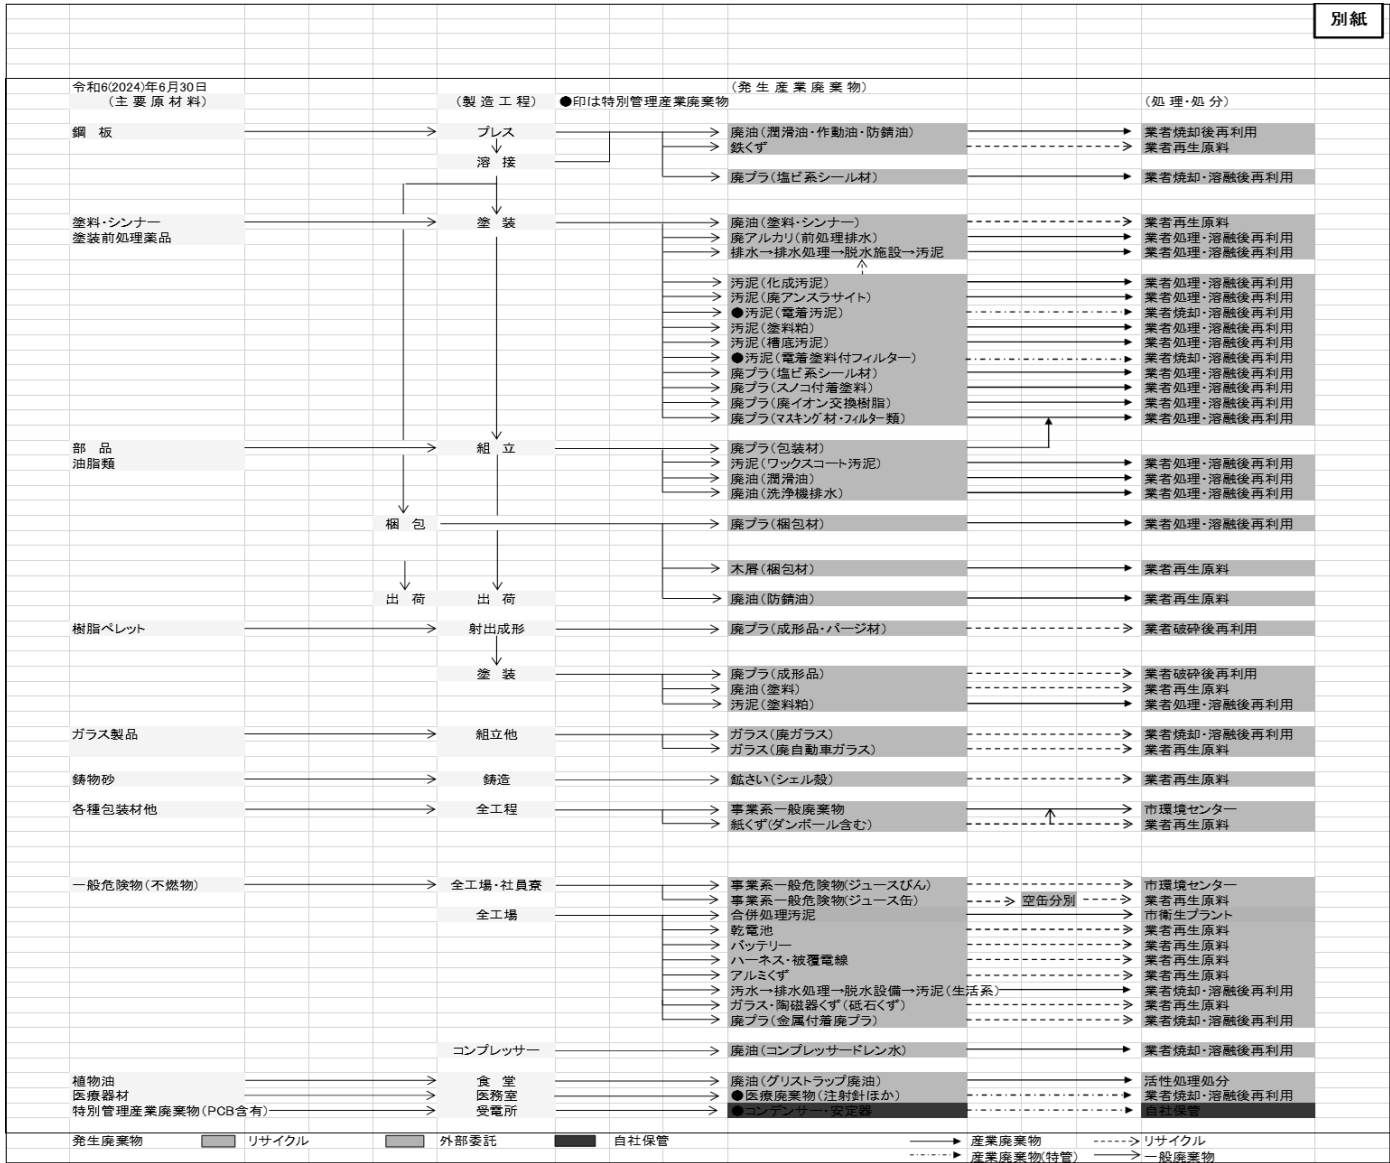 別紙
令和6(2024)年6月30日 (発生産業廃棄物)
(主要原材料) (製造工程) ●印は特別管理産業廃棄物 (処理・処分)
鋼 板 プレス 廃油(潤滑油・作動油・防錆油) 業者焼却後再利用
鉄くず 業者再生原料
溶 接
廃プラ(塩ビ系シール材) 業者焼却・溶融後再利用
塗料・シンナー 塗 装 廃油(塗料・シンナー) 業者再生原料
塗装前処理薬品 廃アルカリ(前処理排水) 業者処理・溶融後再利用
排水→排水処理→脱水施設→汚泥 業者処理・溶融後再利用
汚泥(化成汚泥) 業者処理・溶融後再利用
汚泥(廃アンスラサイト) 業者処理・溶融後再利用
●汚泥(電着汚泥) 業者焼却・溶融後再利用
汚泥(塗料粕) 業者処理・溶融後再利用
汚泥(槽底汚泥) 業者処理・溶融後再利用
●汚泥(電着塗料付フィルター) 業者焼却・溶融後再利用
廃プラ(塩ビ系シール材) 業者処理・溶融後再利用
廃プラ(スノコ付着塗料) 業者処理・溶融後再利用
廃プラ(廃イオン交換樹脂) 業者処理・溶融後再利用
廃プラ(マスキング材・フィルター類) 業者処理・溶融後再利用
部 品 組 立 廃プラ(包装材)
油脂類 汚泥(ワックスコート汚泥) 業者処理・溶融後再利用
廃油(潤滑油) 業者処理・溶融後再利用
廃油(洗浄機排水) 業者処理・溶融後再利用
梱 包 廃プラ(梱包材) 業者処理・溶融後再利用
木屑(梱包材) 業者再生原料
出 荷 出 荷 廃油(防錆油) 業者再生原料
樹脂ペレット 射出成形 廃プラ(成形品・パージ材) 業者破砕後再利用
塗 装 廃プラ(成形品) 業者破砕後再利用
廃油(塗料) 業者再生原料
汚泥(塗料粕) 業者処理・溶融後再利用
ガラス製品 組立他 ガラス(廃ガラス) 業者焼却・溶融後再利用
ガラス(廃自動車ガラス) 業者再生原料
鋳物砂 鋳造 鉱さい(シェル殻) 業者再生原料
各種包装材他 全工程 事業系一般廃棄物 市環境センター
紙くず(ダンボール含む) 業者再生原料
一般危険物(不燃物) 全工場・社員寮 事業系一般危険物(ジュースびん) 市環境センター
事業系一般危険物(ジュース缶) 空缶分別 業者再生原料
全工場 合併処理汚泥 市衛生プラント
乾電池 業者再生原料
バッテリー 業者再生原料
ハーネス・被覆電線 業者再生原料
アルミくず 業者再生原料
汚水→排水処理→脱水設備→汚泥(生活系) 業者焼却・溶融後再利用
ガラス・陶磁器くず(砥石くず) 業者再生原料
廃プラ(金属付着廃プラ) 業者焼却・溶融後再利用
コンプレッサー 廃油(コンプレッサードレン水) 業者焼却・溶融後再利用
植物油 食 堂 廃油(グリストラップ廃油) 活性処理処分
医療器材 医務室 ●医療廃棄物(注射針ほか) 業者焼却・溶融後再利用
特別管理産業廃棄物(PCB含有) 受電所 ●コンデンサー・安定器 自社保管
発生廃棄物 リサイクル 外部委託 自社保管 産業廃棄物 リサイクル
産業廃棄物(特管) 一般廃棄物